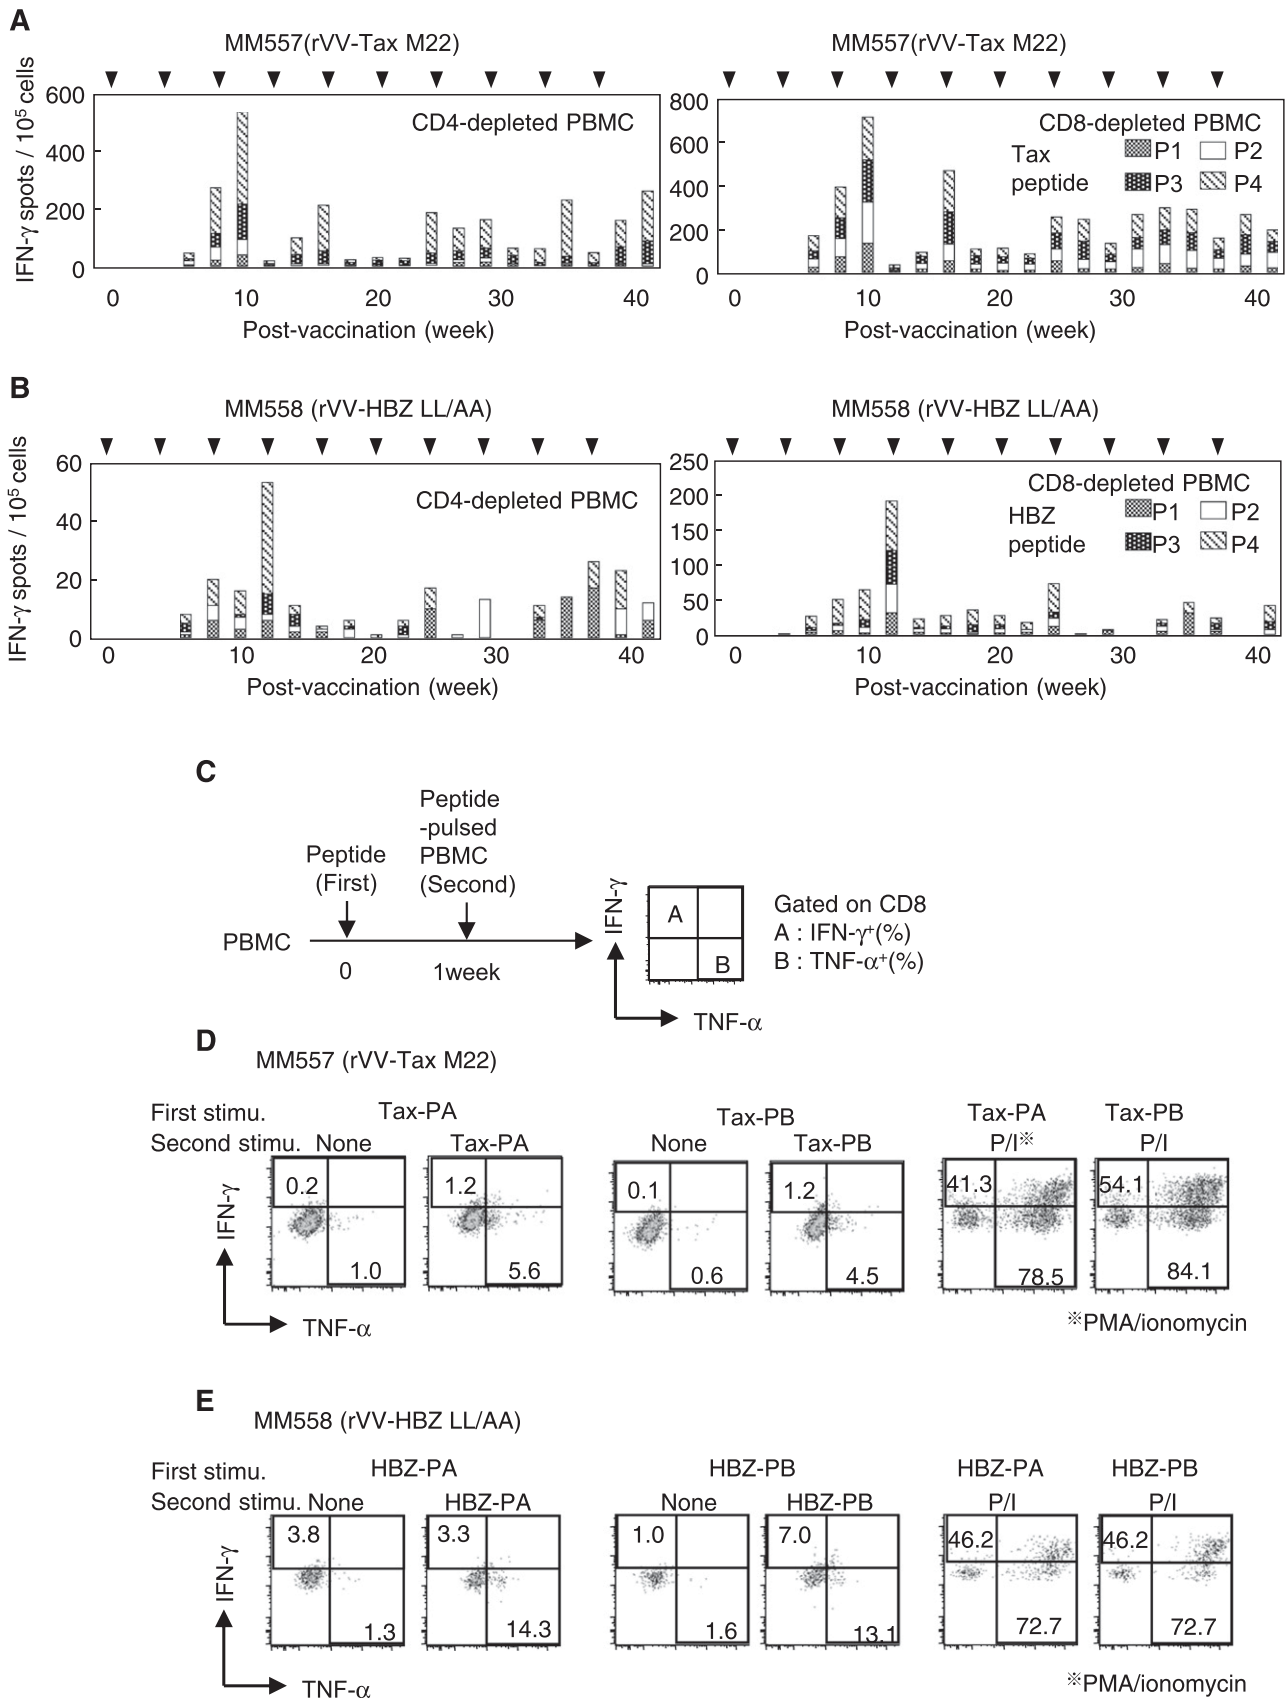 A
MM557(rVV-Tax M22)
MM557(rVV-Tax M22)
IFN-γ spots / 10⁵ cells
600
400
200
0
CD4-depleted PBMC
0 10 20 30 40
Post-vaccination (week)
800
600
400
200
0
CD8-depleted PBMC
Tax peptide
P1 P2
P3 P4
0 10 20 30 40
Post-vaccination (week)
B
MM558 (rVV-HBZ LL/AA)
MM558 (rVV-HBZ LL/AA)
IFN-γ spots / 10⁵ cells
60
40
20
0
CD4-depleted PBMC
0 10 20 30 40
Post-vaccination (week)
250
200
150
100
50
0
CD8-depleted PBMC
HBZ peptide
P1 P2
P3 P4
0 10 20 30 40
Post-vaccination (week)
C
Peptide
(First)
Peptide
-pulsed
PBMC
(Second)
PBMC
0 1week
IFN-γ
A
B
TNF-α
Gated on CD8
A : IFN-γ⁺(%)
B : TNF-α⁺(%)
D
MM557 (rVV-Tax M22)
First stimu. Tax-PA Tax-PB Tax-PA Tax-PB
Second stimu. None Tax-PA None Tax-PB P/I※ P/I
IFN-γ
0.2 1.2 0.1 1.2 41.3 54.1
1.0 5.6 0.6 4.5 78.5 84.1
TNF-α
※PMA/ionomycin
E
MM558 (rVV-HBZ LL/AA)
First stimu. HBZ-PA HBZ-PB HBZ-PA HBZ-PB
Second stimu. None HBZ-PA None HBZ-PB P/I P/I
IFN-γ
3.8 3.3 1.0 7.0 46.2 46.2
1.3 14.3 1.6 13.1 72.7 72.7
TNF-α
※PMA/ionomycin